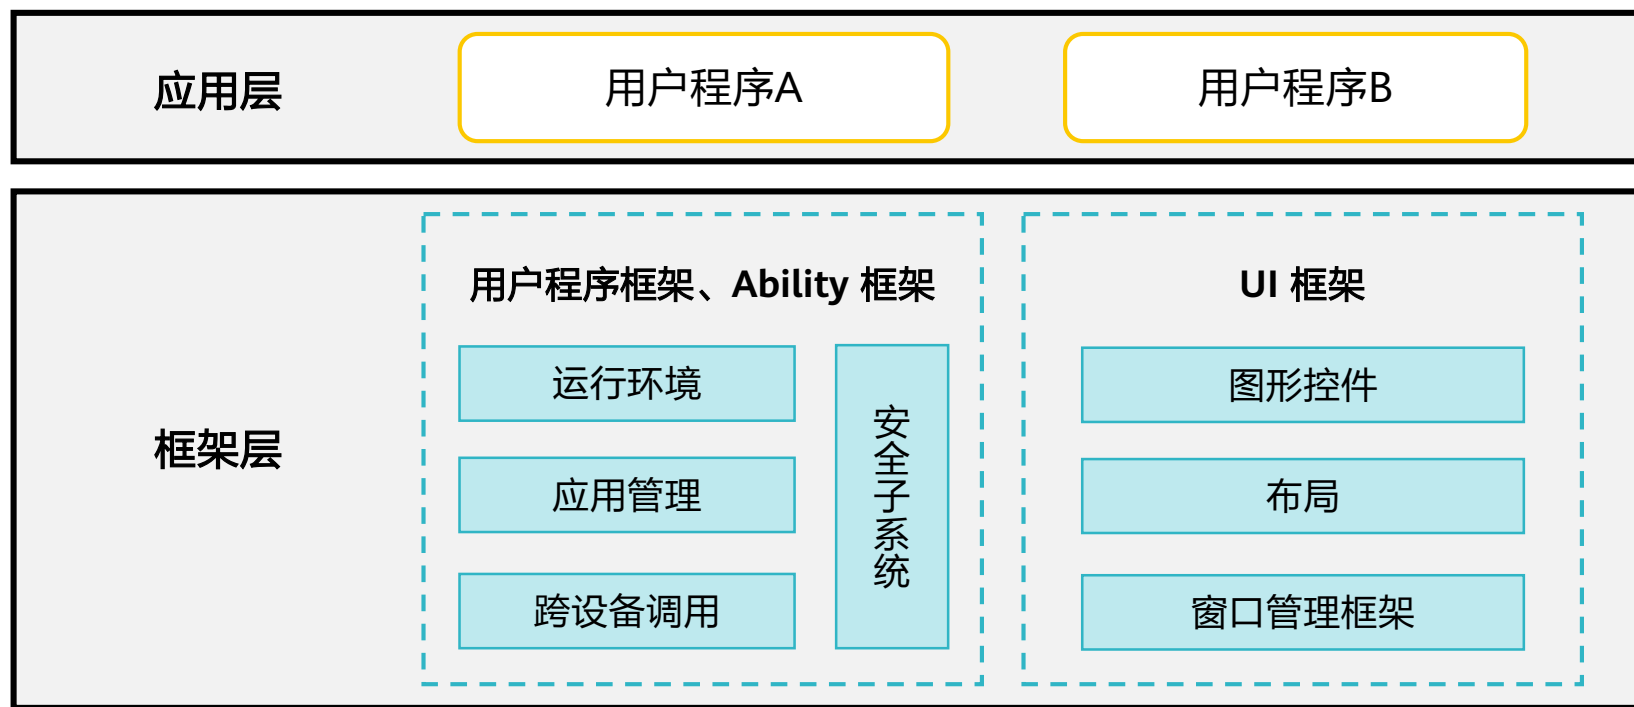 应用层
用户程序A
用户程序B
框架层
用户程序框架、Ability 框架
运行环境
应用管理
跨设备调用
安全子系统
UI 框架
图形控件
布局
窗口管理框架